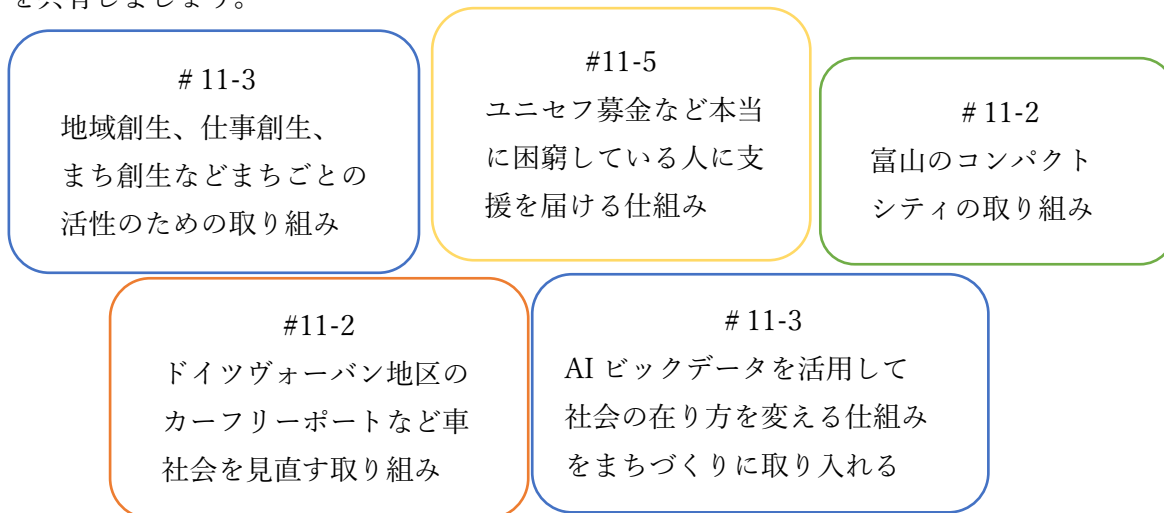 を共有しましょう。
# 11-3
地域創生、仕事創生、
まち創生などまちごとの
活性のための取り組み
#11-5
ユニセフ募金など本当
に困窮している人に支
援を届ける仕組み
# 11-2
富山のコンパクト
シティの取り組み
#11-2
ドイツヴォーバン地区の
カーフリーポートなど車
社会を見直す取り組み
# 11-3
AI ビックデータを活用して
社会の在り方を変える仕組み
をまちづくりに取り入れる